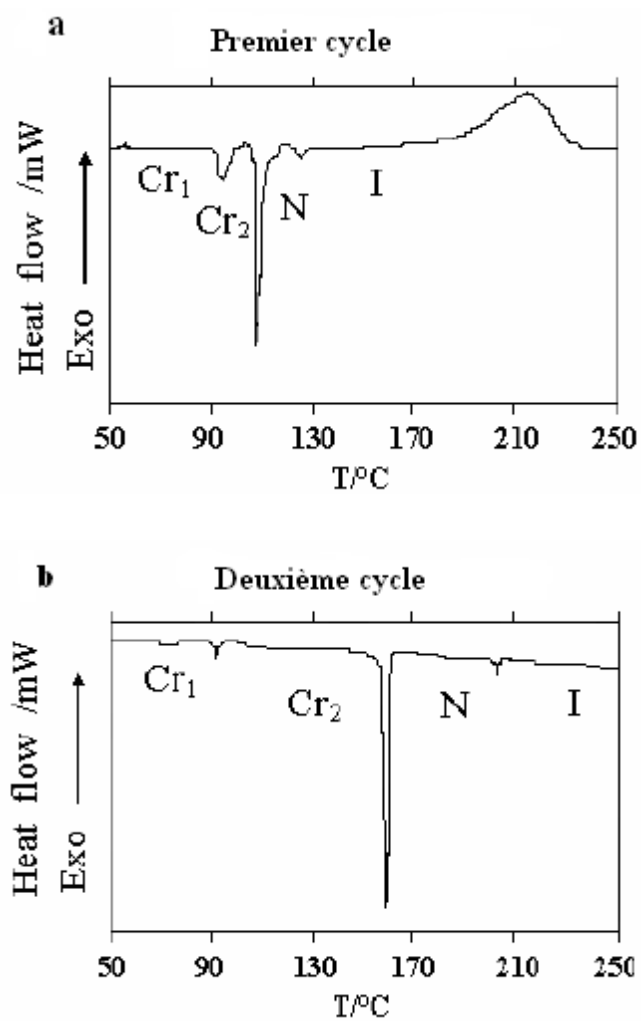 a
Premier cycle
Heat flow /mW
Exo
Cr₁
Cr₂
N
I
50 90 130 170 210 250
T/°C
b
Deuxième cycle
Heat flow /mW
Exo
Cr₁
Cr₂
N
I
50 90 130 170 210 250
T/°C